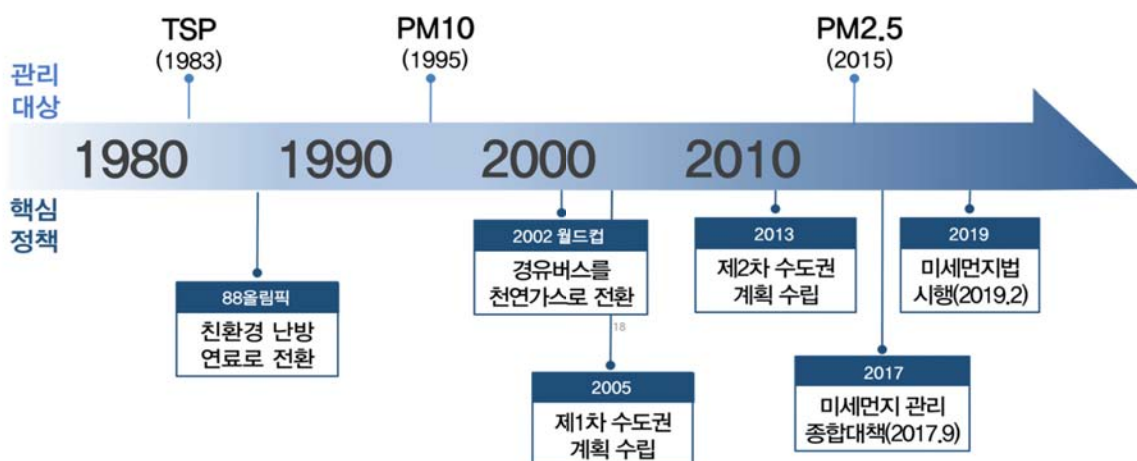 TSP
(1983)
PM10
(1995)
PM2.5
(2015)
관리
대상
1980
1990
2000
2010
핵심
정책
88올림픽
친환경 난방
연료로 전환
2002 월드컵
경유버스를
천연가스로 전환
18
2005
제1차 수도권
계획 수립
2013
제2차 수도권
계획 수립
2017
미세먼지 관리
종합대책(2017.9)
2019
미세먼지법
시행(2019.2)